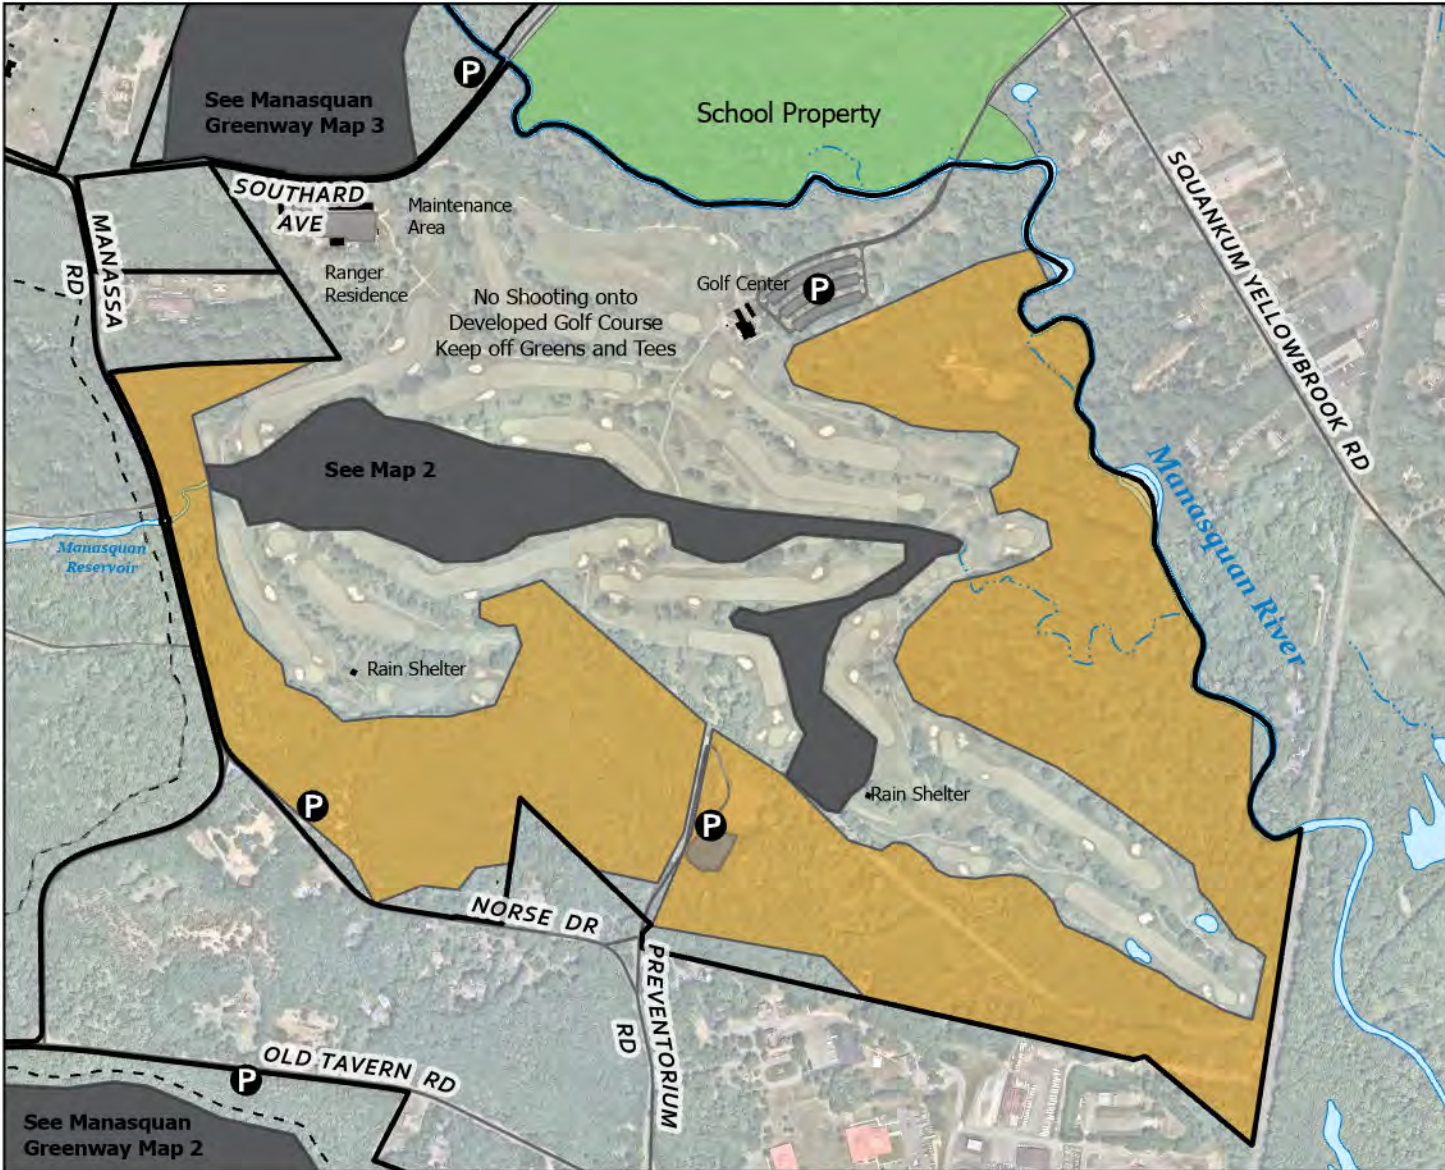 P
See Manasquan
Greenway Map 3
School Property
SOUTHARD
AVE
Maintenance
Area
MANASSA
RD
Ranger
Residence
SQUANKUM YELLOWBROOK RD
Golf Center
P
No Shooting onto
Developed Golf Course
Keep off Greens and Tees
See Map 2
Manasquan River
Manasquan
Reservoir
Rain Shelter
Rain Shelter
P
P
NORSE DR
PREVENTORIUM
RD
OLD TAVERN RD
P
See Manasquan
Greenway Map 2